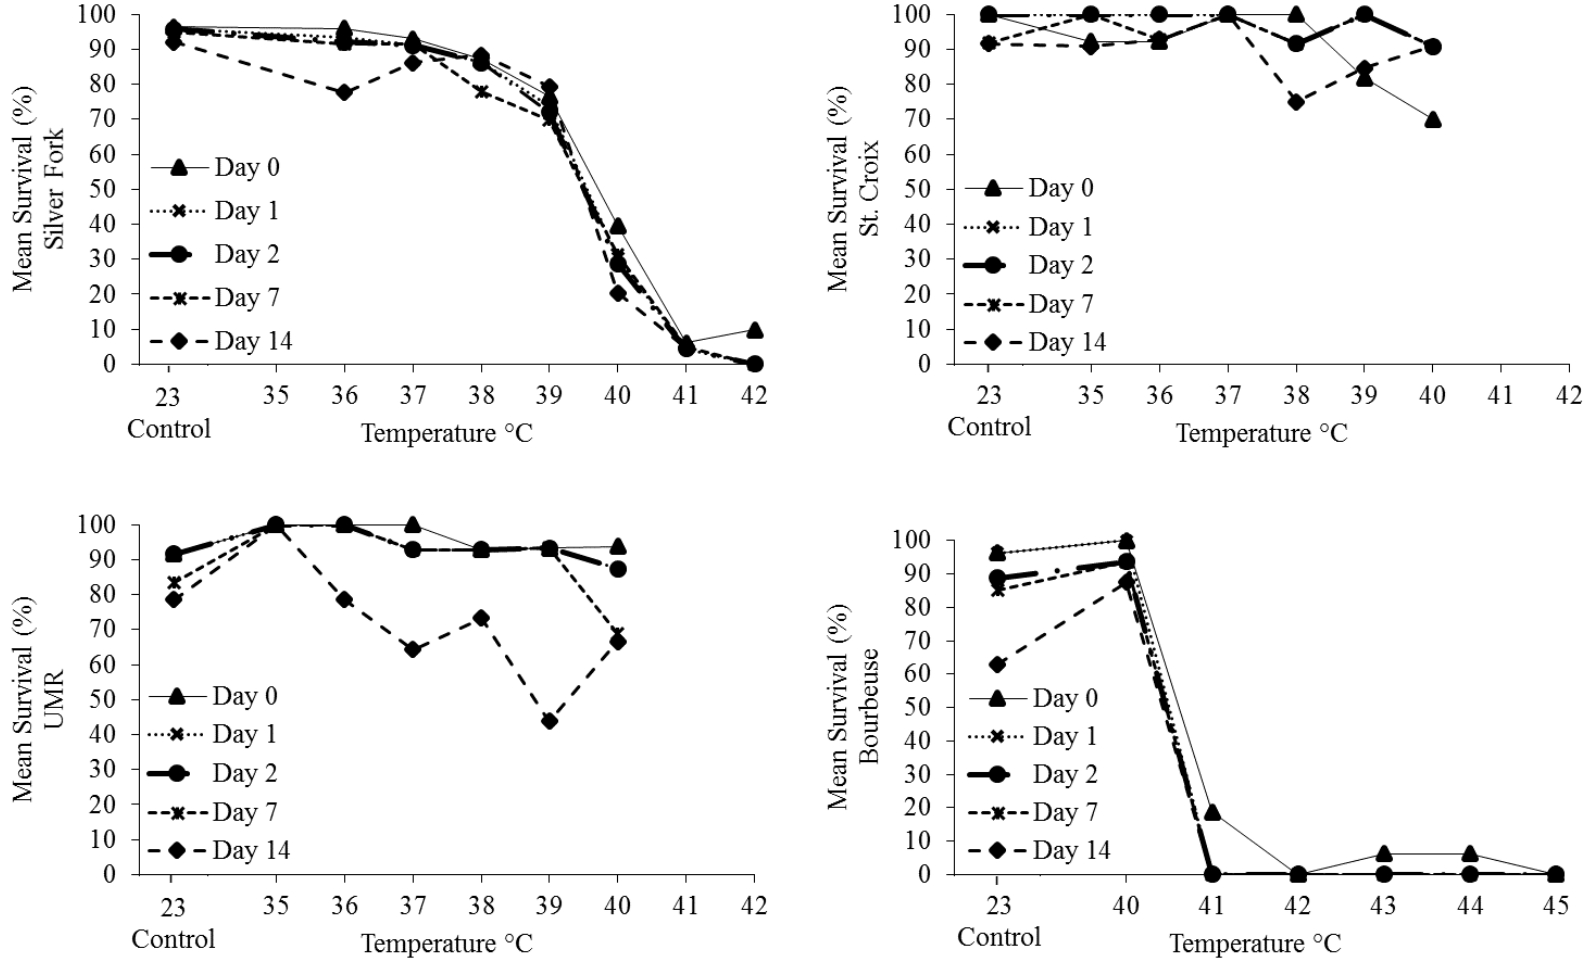 Mean Survival (%)
Silver Fork
100
90
80
70
60
50
40
30
20
10
0
Day 0
Day 1
Day 2
Day 7
Day 14
23 35 36 37 38 39 40 41 42
Control Temperature °C
Mean Survival (%)
St. Croix
100
90
80
70
60
50
40
30
20
10
0
Day 0
Day 1
Day 2
Day 7
Day 14
23 35 36 37 38 39 40 41 42
Control Temperature °C
Mean Survival (%)
UMR
100
90
80
70
60
50
40
30
20
10
0
Day 0
Day 1
Day 2
Day 7
Day 14
23 35 36 37 38 39 40 41 42
Control Temperature °C
Mean Survival (%)
Bourbeuse
100
90
80
70
60
50
40
30
20
10
0
Day 0
Day 1
Day 2
Day 7
Day 14
23 40 41 42 43 44 45
Control Temperature °C